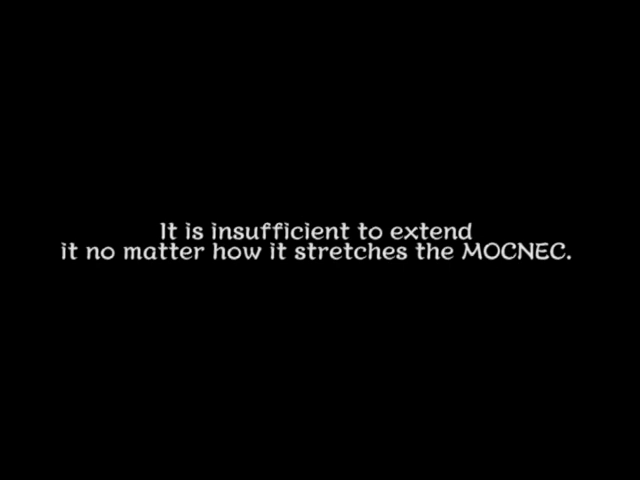 It is insufficient to extend
it no matter how it stretches the MOCNEC.